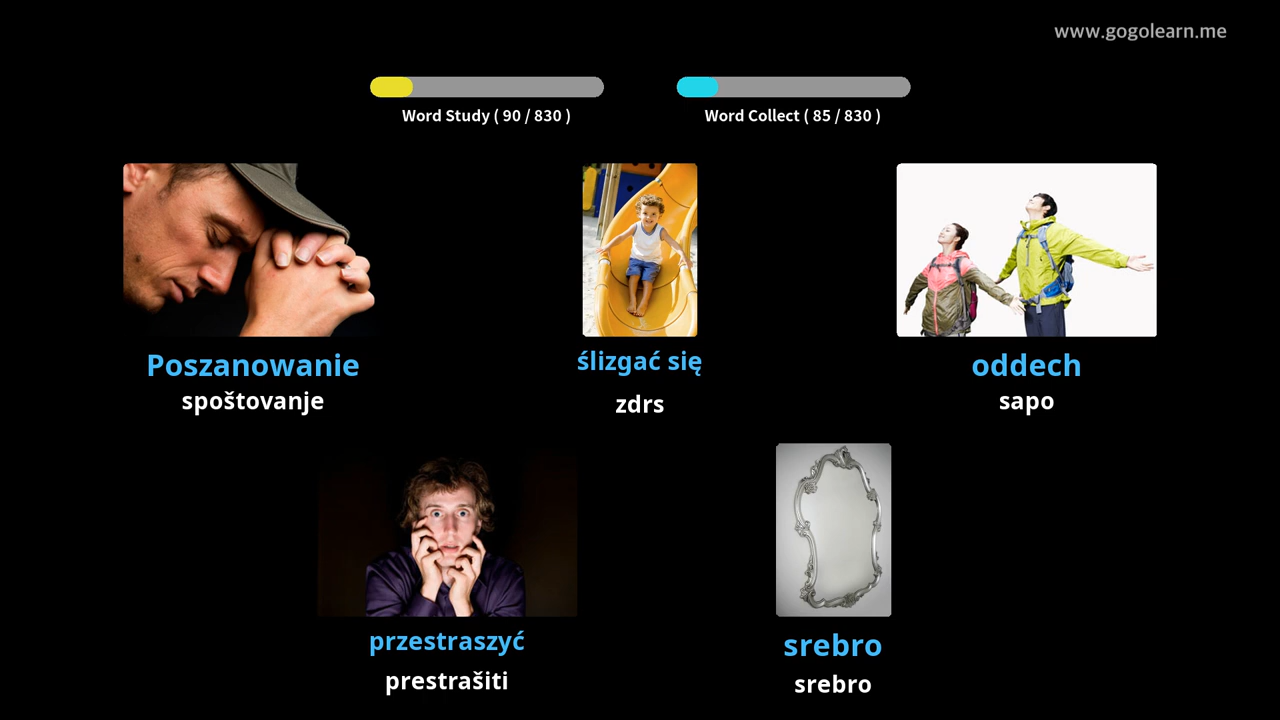 www.gogolearn.me
Word Study ( 90 / 830 )
Word Collect ( 85 / 830 )
Poszanowanie
spoštovanje
ślizgać się
zdrs
oddech
sapo
przestraszyć
prestrašiti
srebro
srebro